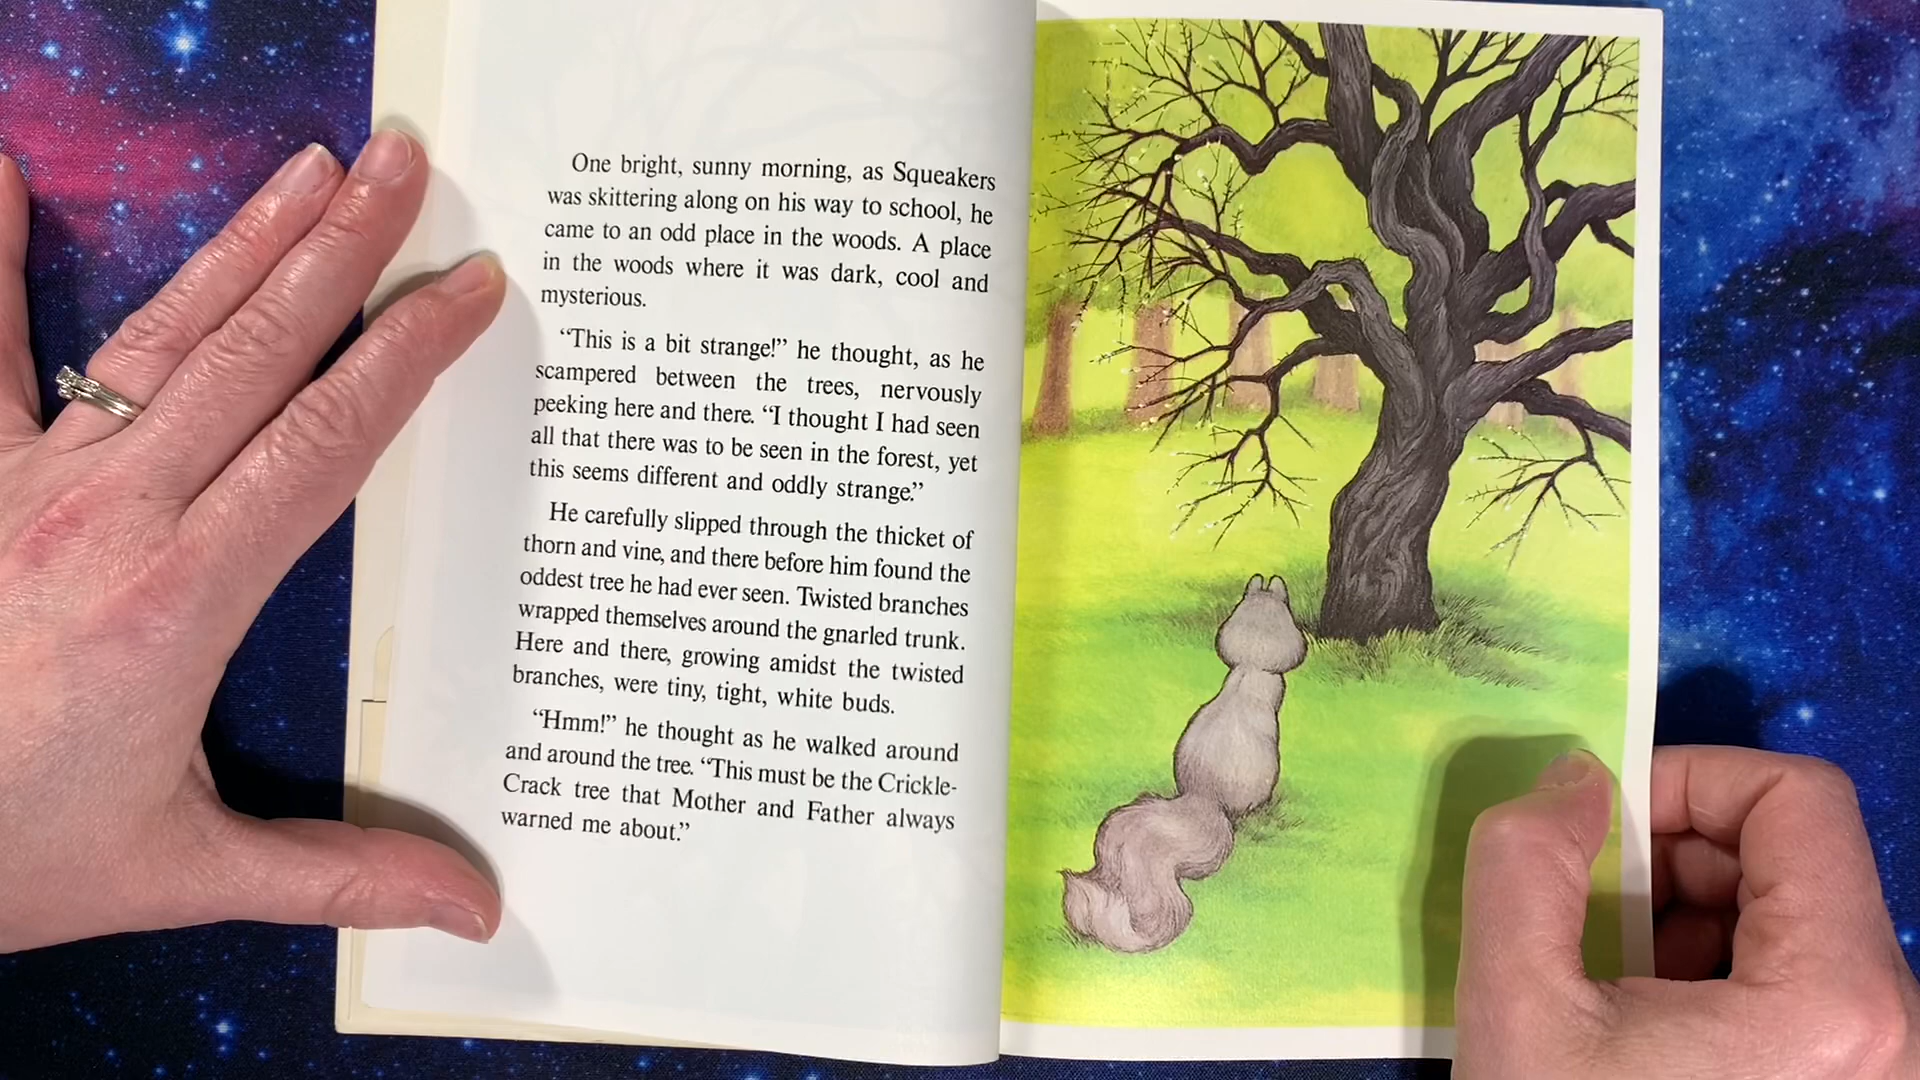 One bright, sunny morning, as Squeakers
was skittering along on his way to school, he
came to an odd place in the woods. A place
in the woods where it was dark, cool and
mysterious.
“This is a bit strange!” he thought, as he
scampered between the trees, nervously
peeking here and there. “I thought I had seen
all that there was to be seen in the forest, yet
this seems different and oddly strange.”
He carefully slipped through the thicket of
thorn and vine, and there before him found the
oddest tree he had ever seen. Twisted branches
wrapped themselves around the gnarled trunk.
Here and there, growing amidst the twisted
branches, were tiny, tight, white buds.
“Hmm!” he thought as he walked around
and around the tree. “This must be the Crickle-
Crack tree that Mother and Father always
warned me about.”